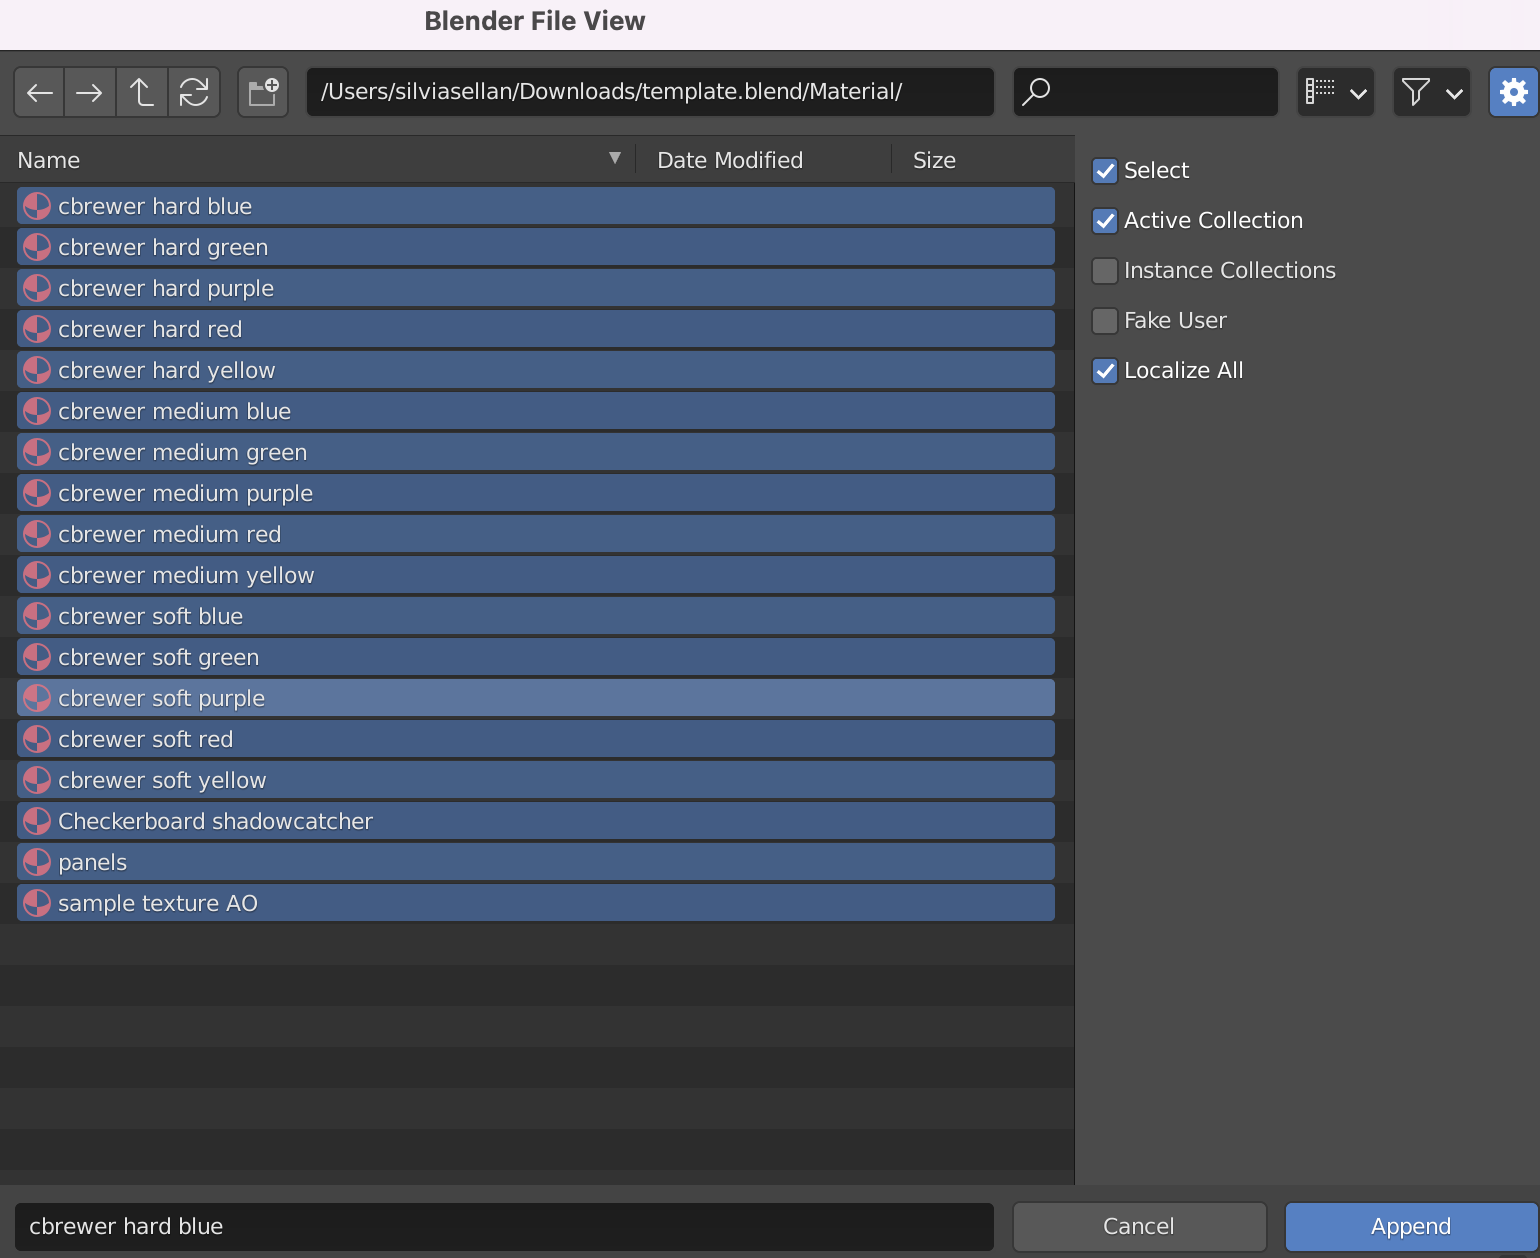 Blender File View
/Users/silviasellan/Downloads/template.blend/Material/
Name Date Modified Size
cbrewer hard blue
cbrewer hard green
cbrewer hard purple
cbrewer hard red
cbrewer hard yellow
cbrewer medium blue
cbrewer medium green
cbrewer medium purple
cbrewer medium red
cbrewer medium yellow
cbrewer soft blue
cbrewer soft green
cbrewer soft purple
cbrewer soft red
cbrewer soft yellow
Checkerboard shadowcatcher
panels
sample texture AO
Select
Active Collection
Instance Collections
Fake User
Localize All
cbrewer hard blue
Cancel
Append